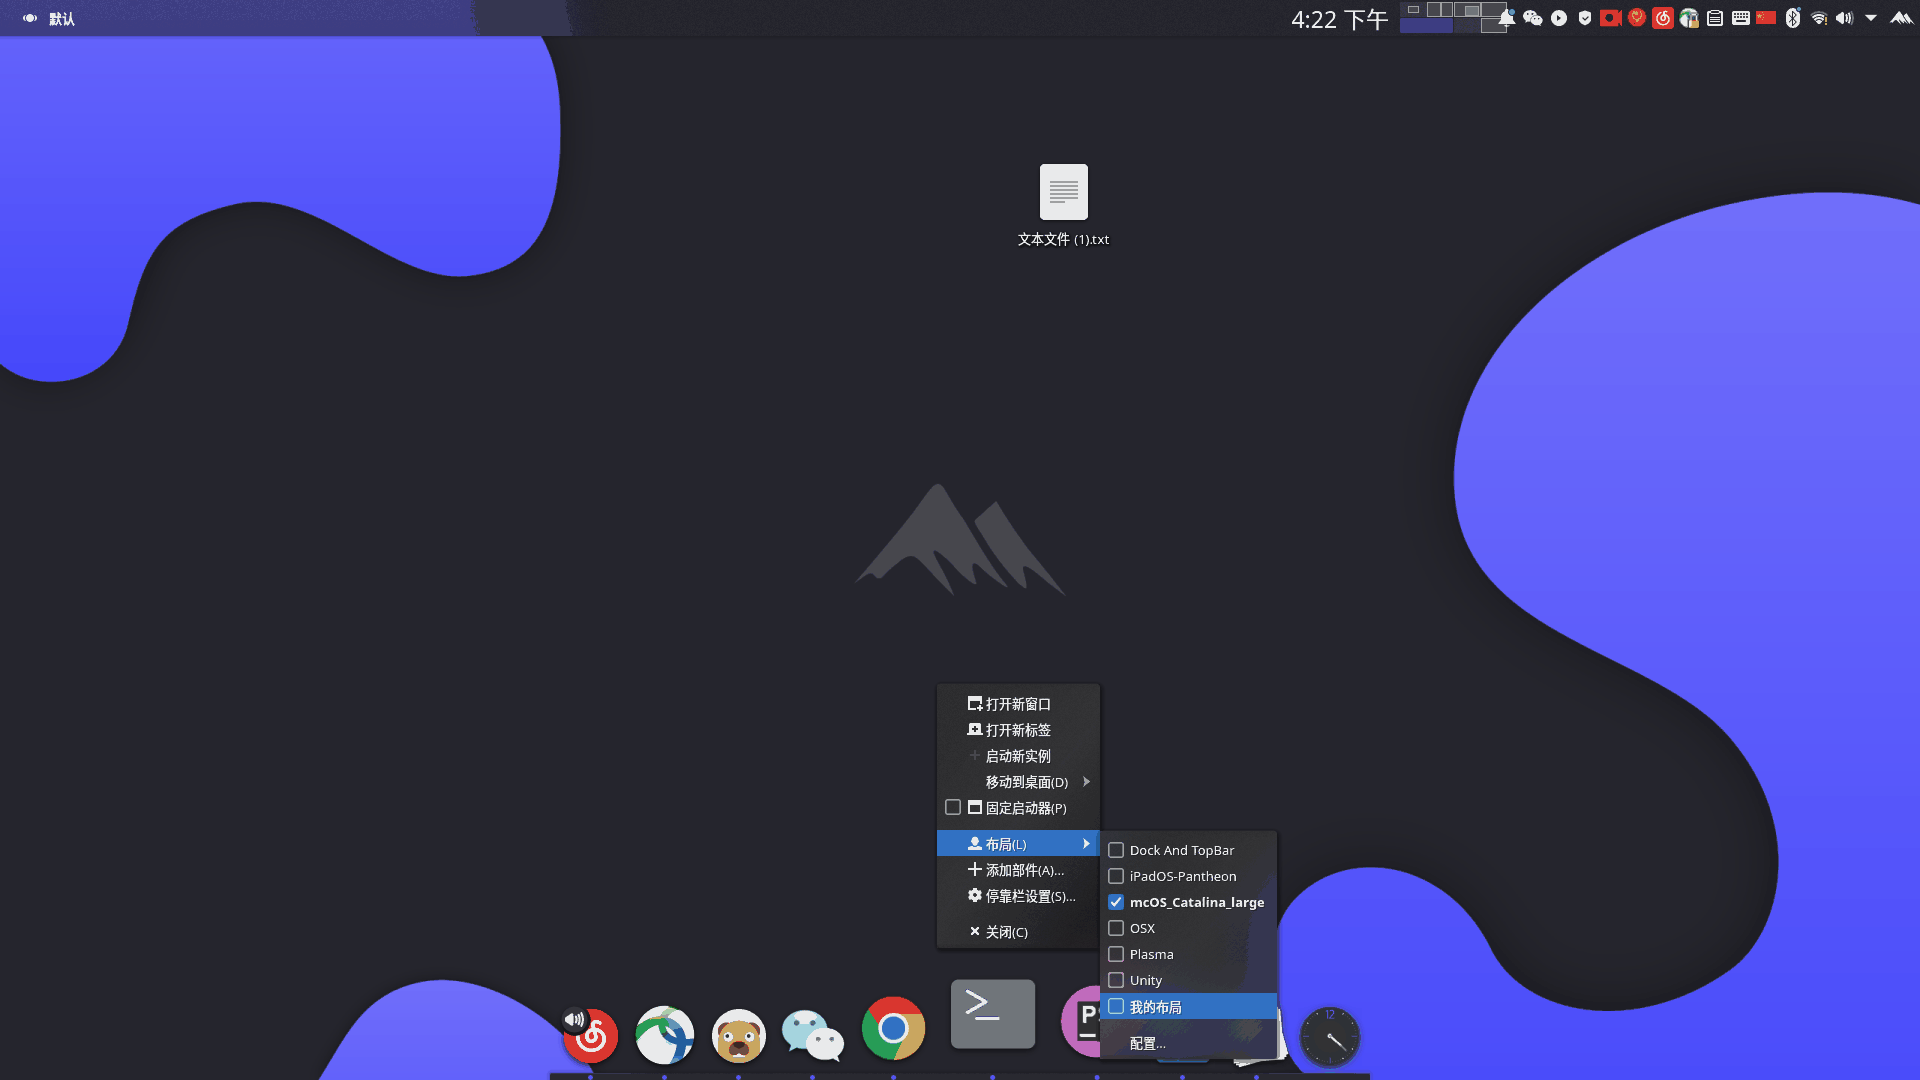 默认
4:22 下午
文本文件 (1).txt
打开新窗口
打开新标签
启动新实例
移动到桌面(D)
固定启动器(P)
布局(L)
添加部件(A)...
停靠栏设置(S)...
关闭(C)
Dock And TopBar
iPadOS-Pantheon
mcOS_Catalina_large
OSX
Plasma
Unity
我的布局
配置...
12